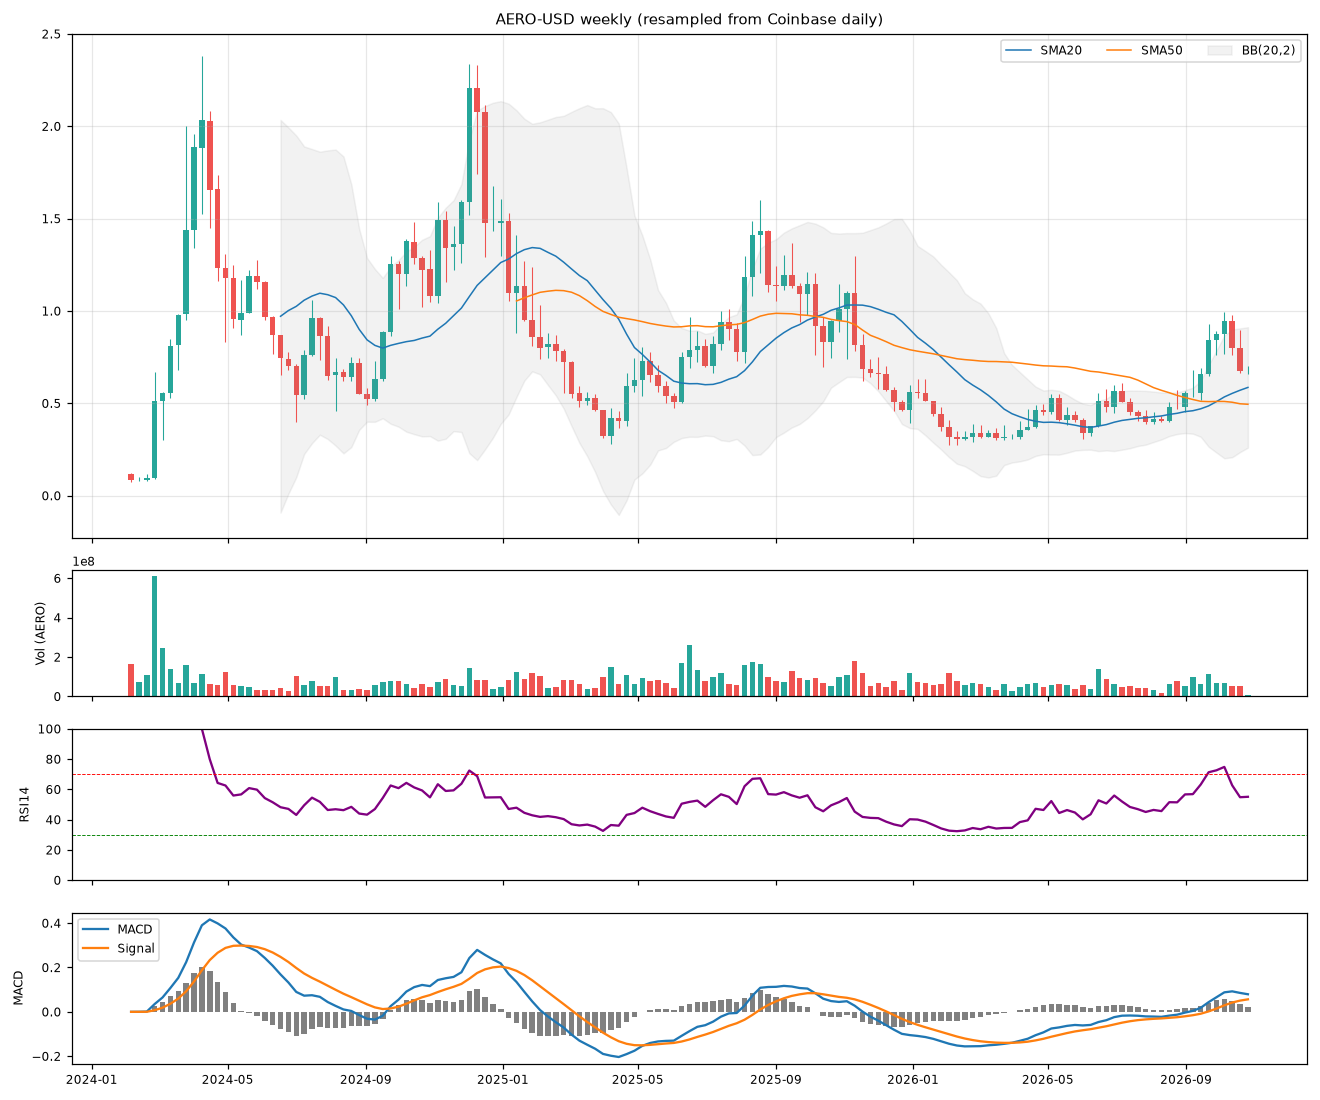 AERO-USD weekly (resampled from Coinbase daily)
SMA20 SMA50 BB(20,2)
2.5
2.0
1.5
1.0
0.5
0.0
1e8
Vol (AERO)
6
4
2
0
RSI14
100
80
60
40
20
0
MACD
MACD
Signal
0.4
0.2
0.0
−0.2
2024-01 2024-05 2024-09 2025-01 2025-05 2025-09 2026-01 2026-05 2026-09